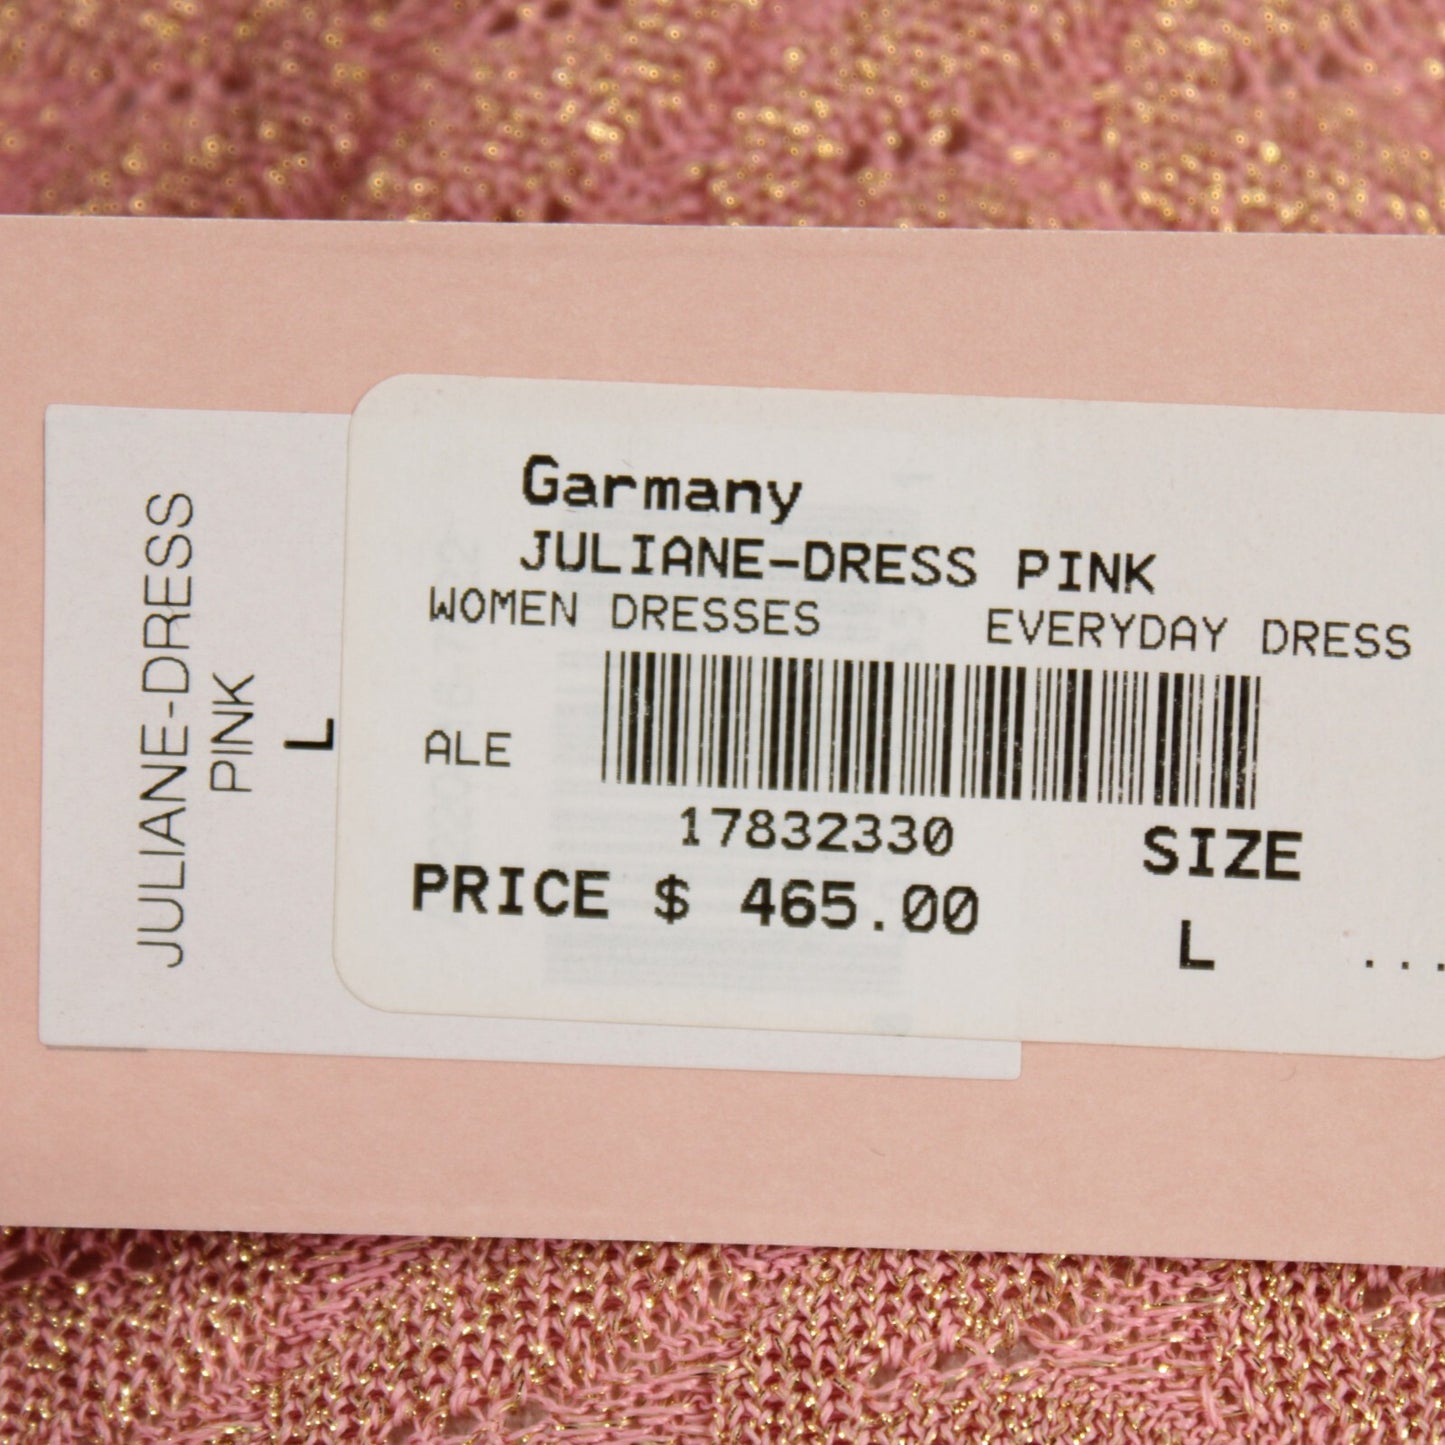 JULIANE-DRESS
PINK
L
Garmany
JULIANE-DRESS PINK
WOMEN DRESSES EVERYDAY DRESS
ALE
17832330
SIZE
PRICE $ 465.00
L ...